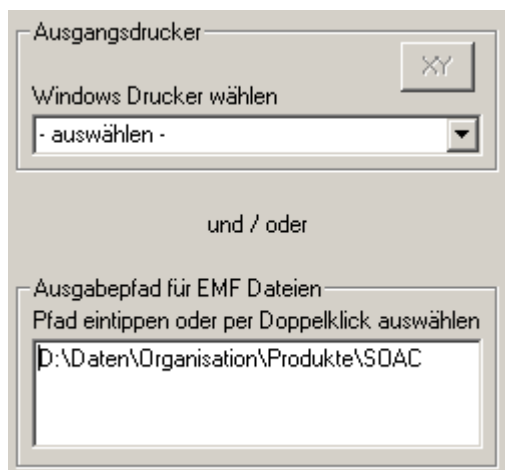 Ausgangsdrucker
XY
Windows Drucker wählen
- auswählen -
und / oder
Ausgabepfad für EMF Dateien
Pfad eintippen oder per Doppelklick auswählen
D:\Daten\Organisation\Produkte\SOAC